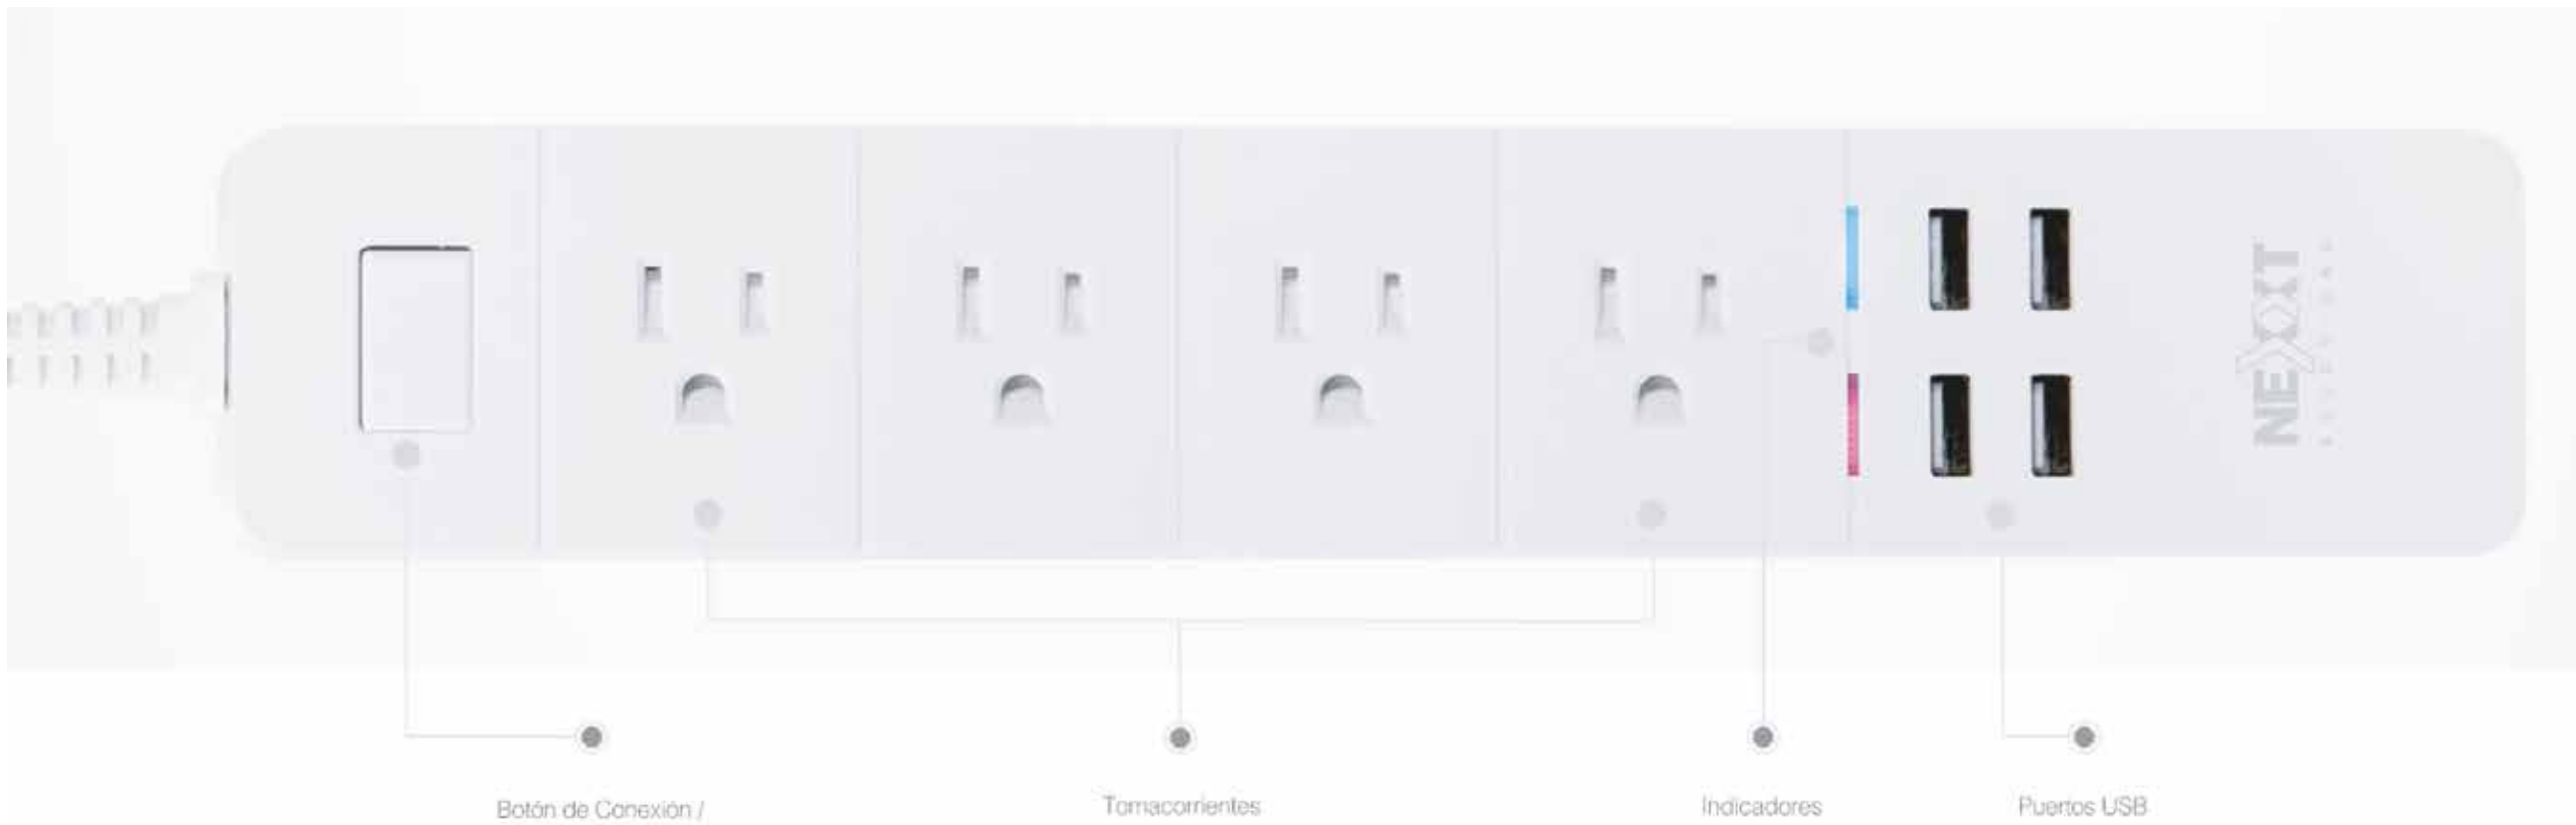 NEXXT
Botón de Conexión /
Tomacorrientes
Indicadores
Puertos USB